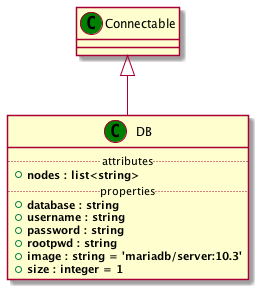 C Connectable
C DB
attributes
nodes : list<string>
properties
database : string
username : string
password : string
rootpwd : string
image : string = 'mariadb/server:10.3'
size : integer = 1